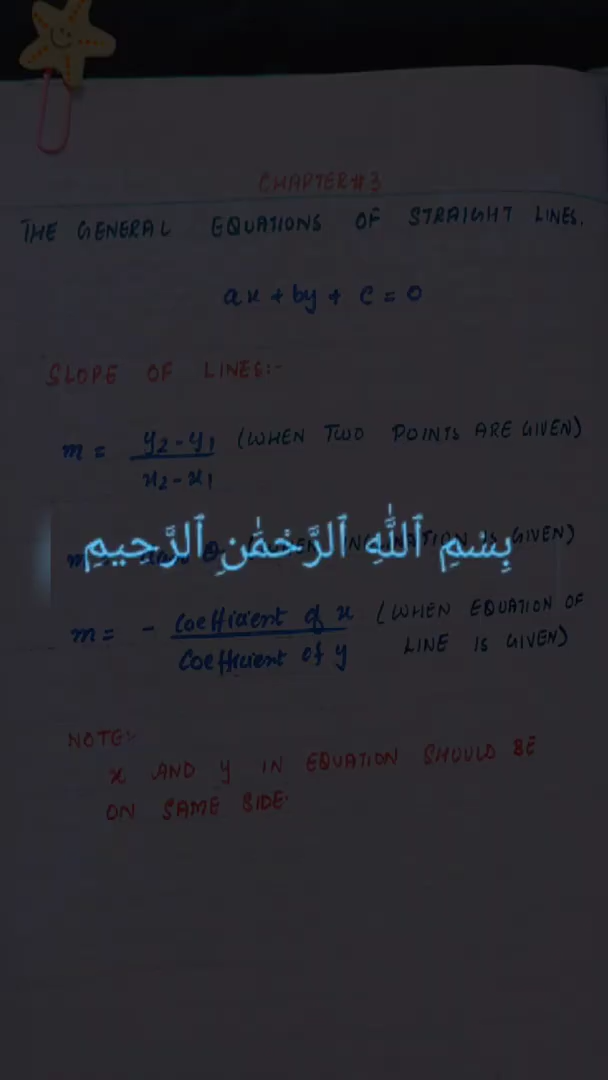 CHAPTER#3
THE GENERAL EQUATIONS OF STRAIGHT LINES.
ax + by + c = 0
SLOPE OF LINES:-
m = y₂-y₁ / x₂-x₁ (WHEN TWO POINTS ARE GIVEN)
بِسْمِ ٱللَّٰهِ ٱلرَّحْمَٰنِ ٱلرَّحِيمِ
m = GIVEN)
m = - Coefficient of x / Coefficient of y (WHEN EQUATION OF
LINE IS GIVEN)
NOTE:-
x AND y IN EQUATION SHOULD BE
ON SAME SIDE.